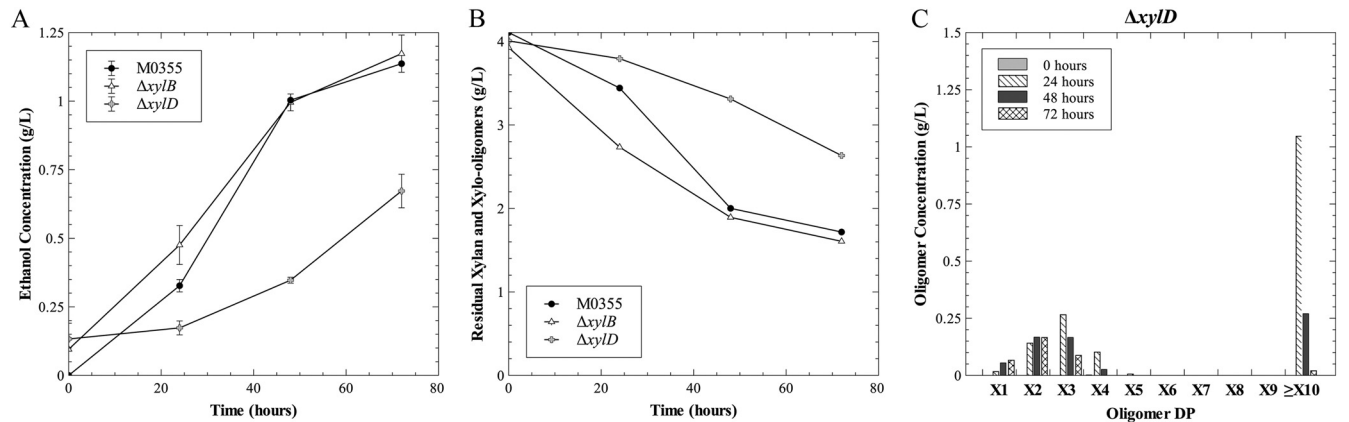 A
Ethanol Concentration (g/L)
1.25
1
0.75
0.5
0.25
0
M0355
ΔxylB
ΔxylD
0 20 40 60 80
Time (hours)
B
Residual Xylan and Xylo-oligomers (g/L)
4
3
2
1
0
M0355
ΔxylB
ΔxylD
0 20 40 60 80
Time (hours)
C
ΔxylD
Oligomer Concentration (g/L)
1.5
1.25
1
0.75
0.5
0.25
0
0 hours
24 hours
48 hours
72 hours
X1 X2 X3 X4 X5 X6 X7 X8 X9 ≥X10
Oligomer DP